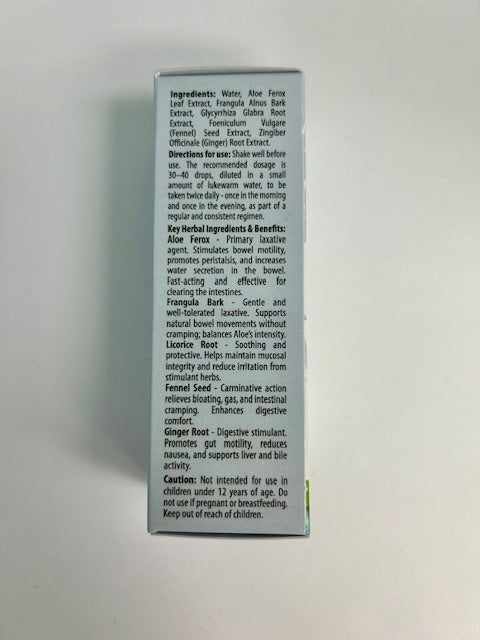 Ingredients: Water, Aloe Ferox
Leaf Extract, Frangula Alnus Bark
Extract, Glycyrrhiza Glabra Root
Extract, Foeniculum Vulgare
(Fennel) Seed Extract, Zingiber
Officinale (Ginger) Root Extract.
Directions for use: Shake well before
use. The recommended dosage is
30–40 drops, diluted in a small
amount of lukewarm water, to be
taken twice daily - once in the morning
and once in the evening, as part of a
regular and consistent regimen.
Key Herbal Ingredients & Benefits:
Aloe Ferox - Primary laxative
agent. Stimulates bowel motility,
promotes peristalsis, and increases
water secretion in the bowel.
Fast-acting and effective for
clearing the intestines.
Frangula Bark - Gentle and
well-tolerated laxative. Supports
natural bowel movements without
cramping; balances Aloe's intensity.
Licorice Root - Soothing and
protective. Helps maintain mucosal
integrity and reduce irritation from
stimulant herbs.
Fennel Seed - Carminative action
relieves bloating, gas, and intestinal
cramping. Enhances digestive
comfort.
Ginger Root - Digestive stimulant.
Promotes gut motility, reduces
nausea, and supports liver and bile
activity.
Caution: Not intended for use in
children under 12 years of age. Do
not use if pregnant or breastfeeding.
Keep out of reach of children.